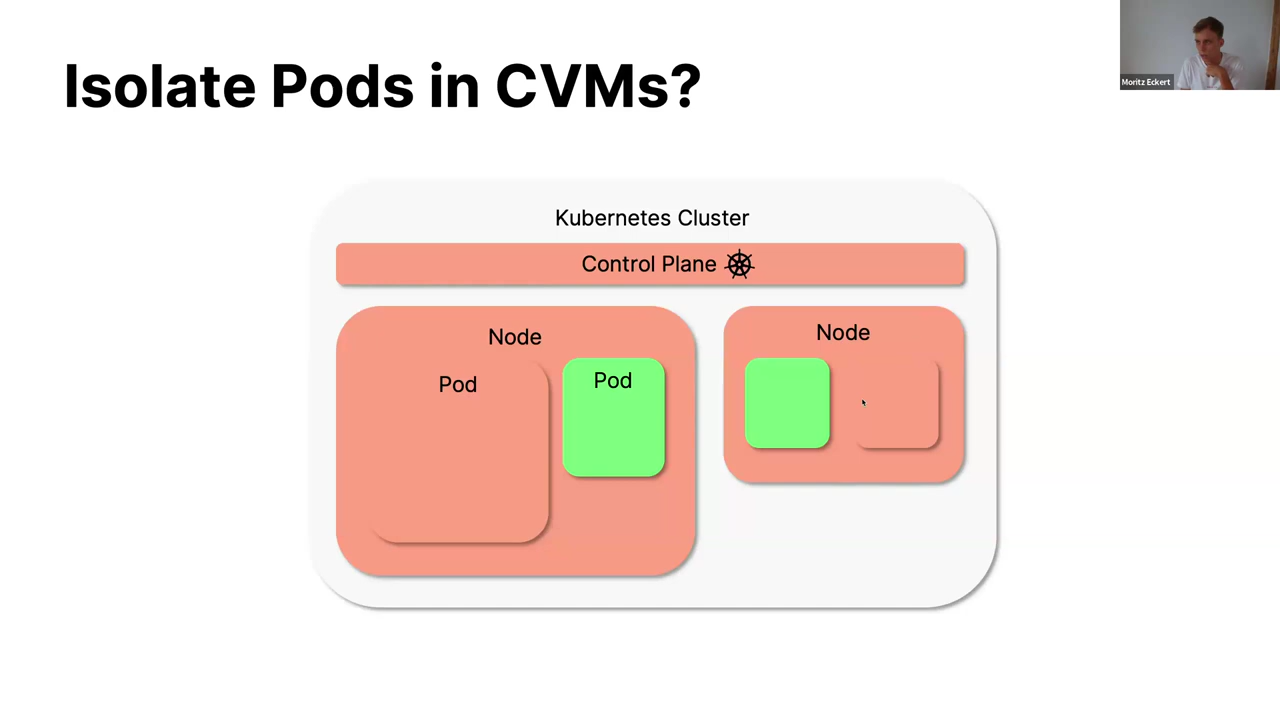 Isolate Pods in CVMs?
Moritz Eckert
Kubernetes Cluster
Control Plane
Node
Pod
Pod
Node